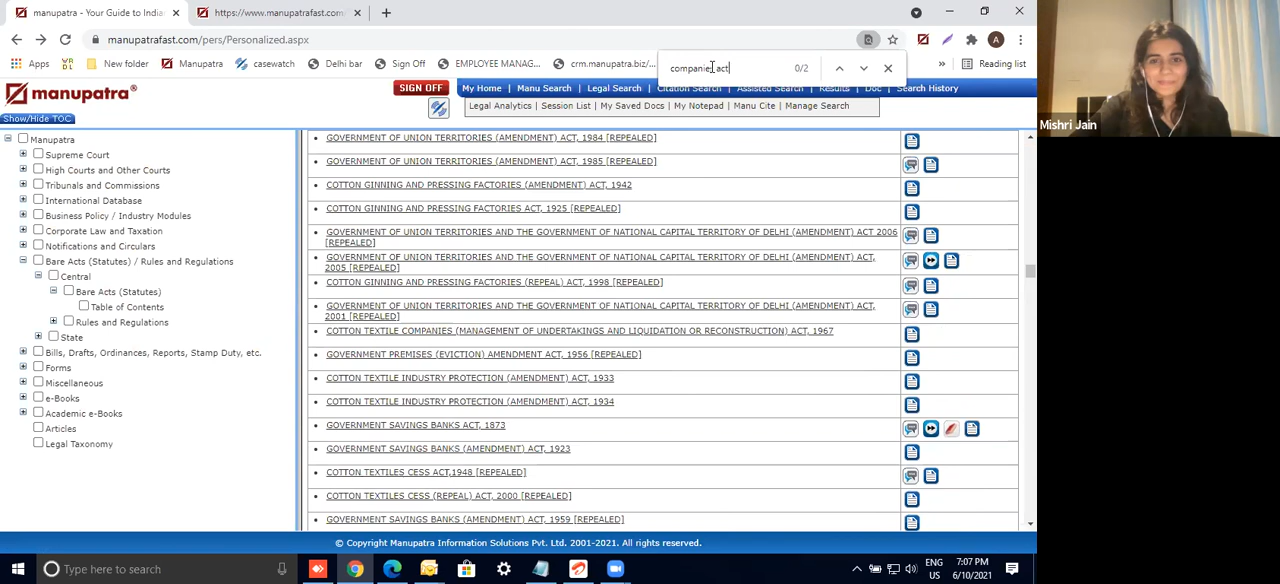 manupatra - Your Guide to India
https://www.manupatrafast.com/p
manupatrafast.com/pers/Personalized.aspx
A
Apps
New folder
Manupatra
casewatch
Delhi bar
Sign Off
EMPLOYEE MANAG...
crm.manupatra.biz/...
»
Reading list
companies act
0/2
manupatra
SIGN OFF
My Home | Manu Search | Legal Search | Citation Search | Assisted Search | Results | Doc | Search History
Legal Analytics | Session List | My Saved Docs | My Notepad | Manu Cite | Manage Search
Show/Hide TOC
Manupatra
Supreme Court
High Courts and Other Courts
Tribunals and Commissions
International Database
Business Policy / Industry Modules
Corporate Law and Taxation
Notifications and Circulars
Bare Acts (Statutes) / Rules and Regulations
Central
Bare Acts (Statutes)
Table of Contents
Rules and Regulations
State
Bills, Drafts, Ordinances, Reports, Stamp Duty, etc.
Forms
Miscellaneous
e-Books
Academic e-Books
Articles
Legal Taxonomy
GOVERNMENT OF UNION TERRITORIES (AMENDMENT) ACT, 1984 [REPEALED]
GOVERNMENT OF UNION TERRITORIES (AMENDMENT) ACT, 1985 [REPEALED]
COTTON GINNING AND PRESSING FACTORIES (AMENDMENT) ACT, 1942
COTTON GINNING AND PRESSING FACTORIES ACT, 1925 [REPEALED]
GOVERNMENT OF UNION TERRITORIES AND THE GOVERNMENT OF NATIONAL CAPITAL TERRITORY OF DELHI (AMENDMENT) ACT 2006
[REPEALED]
GOVERNMENT OF UNION TERRITORIES AND THE GOVERNMENT OF NATIONAL CAPITAL TERRITORY OF DELHI (AMENDMENT) ACT,
2005 [REPEALED]
COTTON GINNING AND PRESSING FACTORIES (REPEAL) ACT, 1998 [REPEALED]
GOVERNMENT OF UNION TERRITORIES AND THE GOVERNMENT OF NATIONAL CAPITAL TERRITORY OF DELHI (AMENDMENT) ACT,
2001 [REPEALED]
COTTON TEXTILE COMPANIES (MANAGEMENT OF UNDERTAKINGS AND LIQUIDATION OR RECONSTRUCTION) ACT, 1967
GOVERNMENT PREMISES (EVICTION) AMENDMENT ACT, 1956 [REPEALED]
COTTON TEXTILE INDUSTRY PROTECTION (AMENDMENT) ACT, 1933
COTTON TEXTILE INDUSTRY PROTECTION (AMENDMENT) ACT, 1934
GOVERNMENT SAVINGS BANKS ACT, 1873
GOVERNMENT SAVINGS BANKS (AMENDMENT) ACT, 1923
COTTON TEXTILES CESS ACT,1948 [REPEALED]
COTTON TEXTILES CESS (REPEAL) ACT, 2000 [REPEALED]
GOVERNMENT SAVINGS BANKS (AMENDMENT) ACT, 1959 [REPEALED]
© Copyright Manupatra Information Solutions Pvt. Ltd. 2001-2021. All rights reserved.
Type here to search
ENG
US
7:07 PM
6/10/2021
Mishri Jain